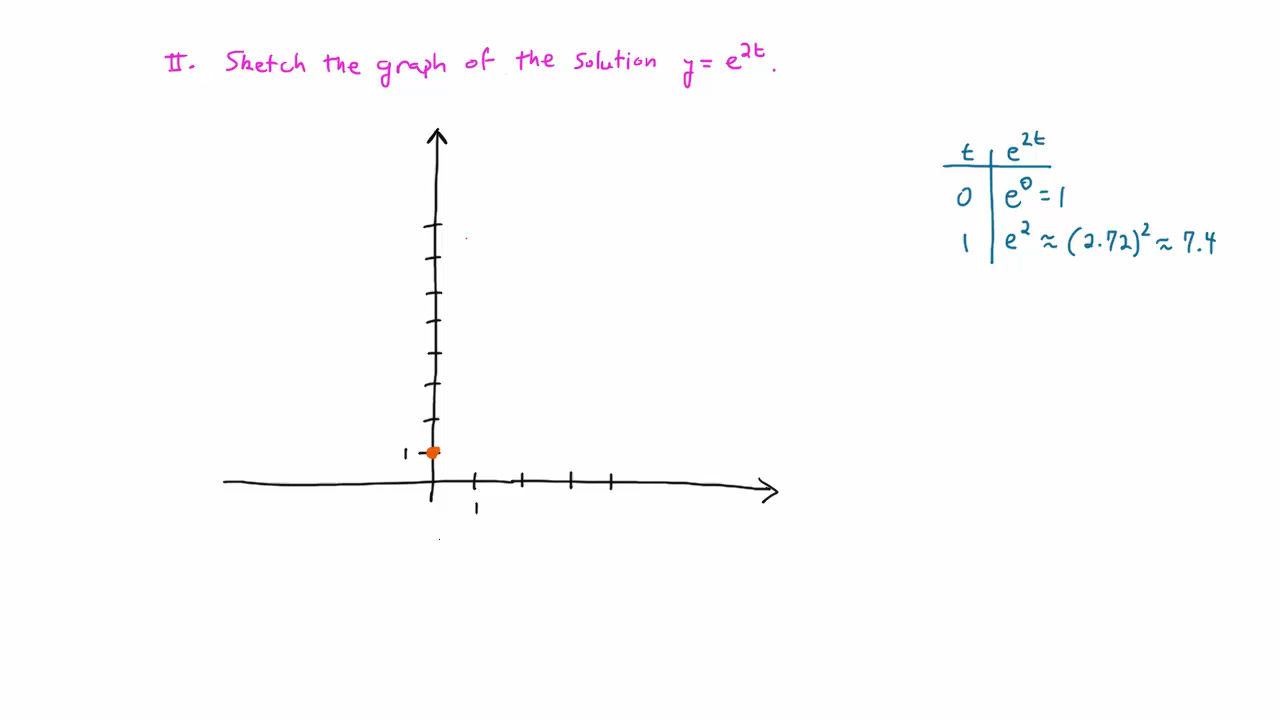 II. Sketch the graph of the solution y = e^{2t}.
t | e^{2t}
0 | e^0 = 1
1 | e^2 ≈ (2.72)^2 ≈ 7.4
1
1